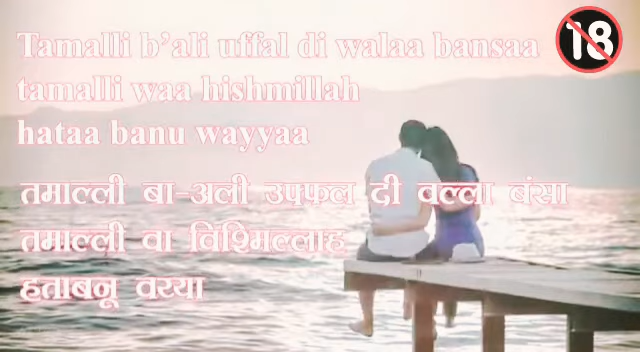 Tamalli b'ali uffal di walaa bansaa
18
tamalli waa hishmillah
hataa banu wayyaa
तमाल्ली बा-अली उफ्फल दी वल्ला बंसा
तमाल्ली वा विश्मिल्लाह
हताबनू वय्या